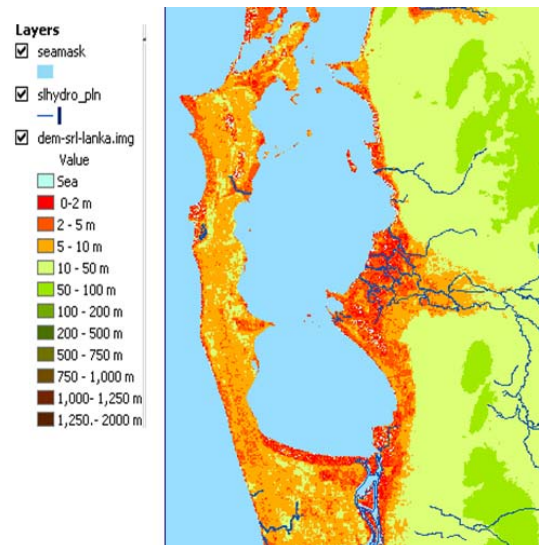 Layers
seamask
slhydro_pln
dem-srl-lanka.img
Value
Sea
0-2 m
2 - 5 m
5 - 10 m
10 - 50 m
50 - 100 m
100 - 200 m
200 - 500 m
500 - 750 m
750 - 1,000 m
1,000- 1,250 m
1,250.- 2000 m